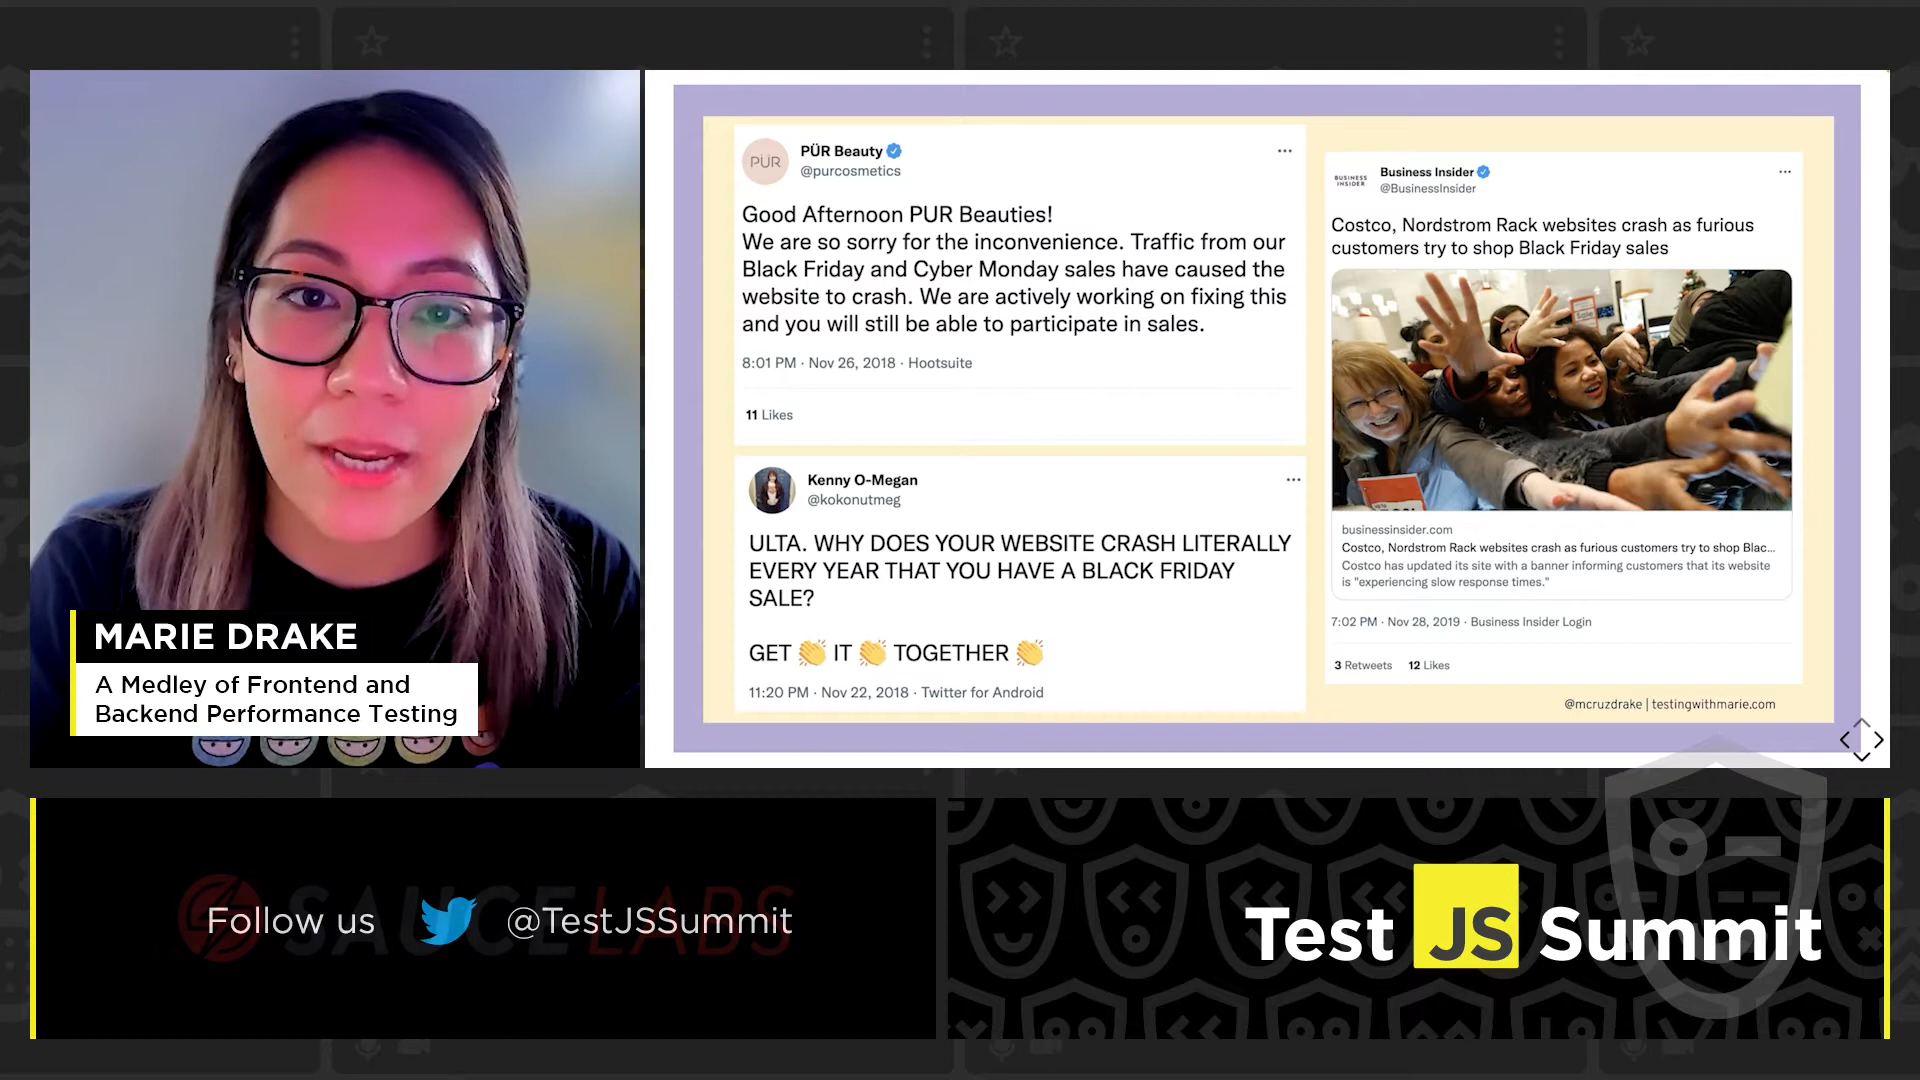 PÜR
PÜR Beauty
@purcosmetics
Good Afternoon PUR Beauties!
We are so sorry for the inconvenience. Traffic from our
Black Friday and Cyber Monday sales have caused the
website to crash. We are actively working on fixing this
and you will still be able to participate in sales.
8:01 PM · Nov 26, 2018 · Hootsuite
11 Likes
Kenny O-Megan
@kokonutmeg
ULTA. WHY DOES YOUR WEBSITE CRASH LITERALLY
EVERY YEAR THAT YOU HAVE A BLACK FRIDAY
SALE?
GET 👏 IT 👏 TOGETHER 👏
11:20 PM · Nov 22, 2018 · Twitter for Android
BUSINESS
INSIDER
Business Insider
@BusinessInsider
Costco, Nordstrom Rack websites crash as furious
customers try to shop Black Friday sales
Sale
businessinsider.com
Costco, Nordstrom Rack websites crash as furious customers try to shop Blac...
Costco has updated its site with a banner informing customers that its website
is "experiencing slow response times."
7:02 PM · Nov 28, 2019 · Business Insider Login
3 Retweets 12 Likes
@mcruzdrake | testingwithmarie.com
MARIE DRAKE
A Medley of Frontend and
Backend Performance Testing
SAUCE LABS
Follow us @TestJSSummit
Test JS Summit